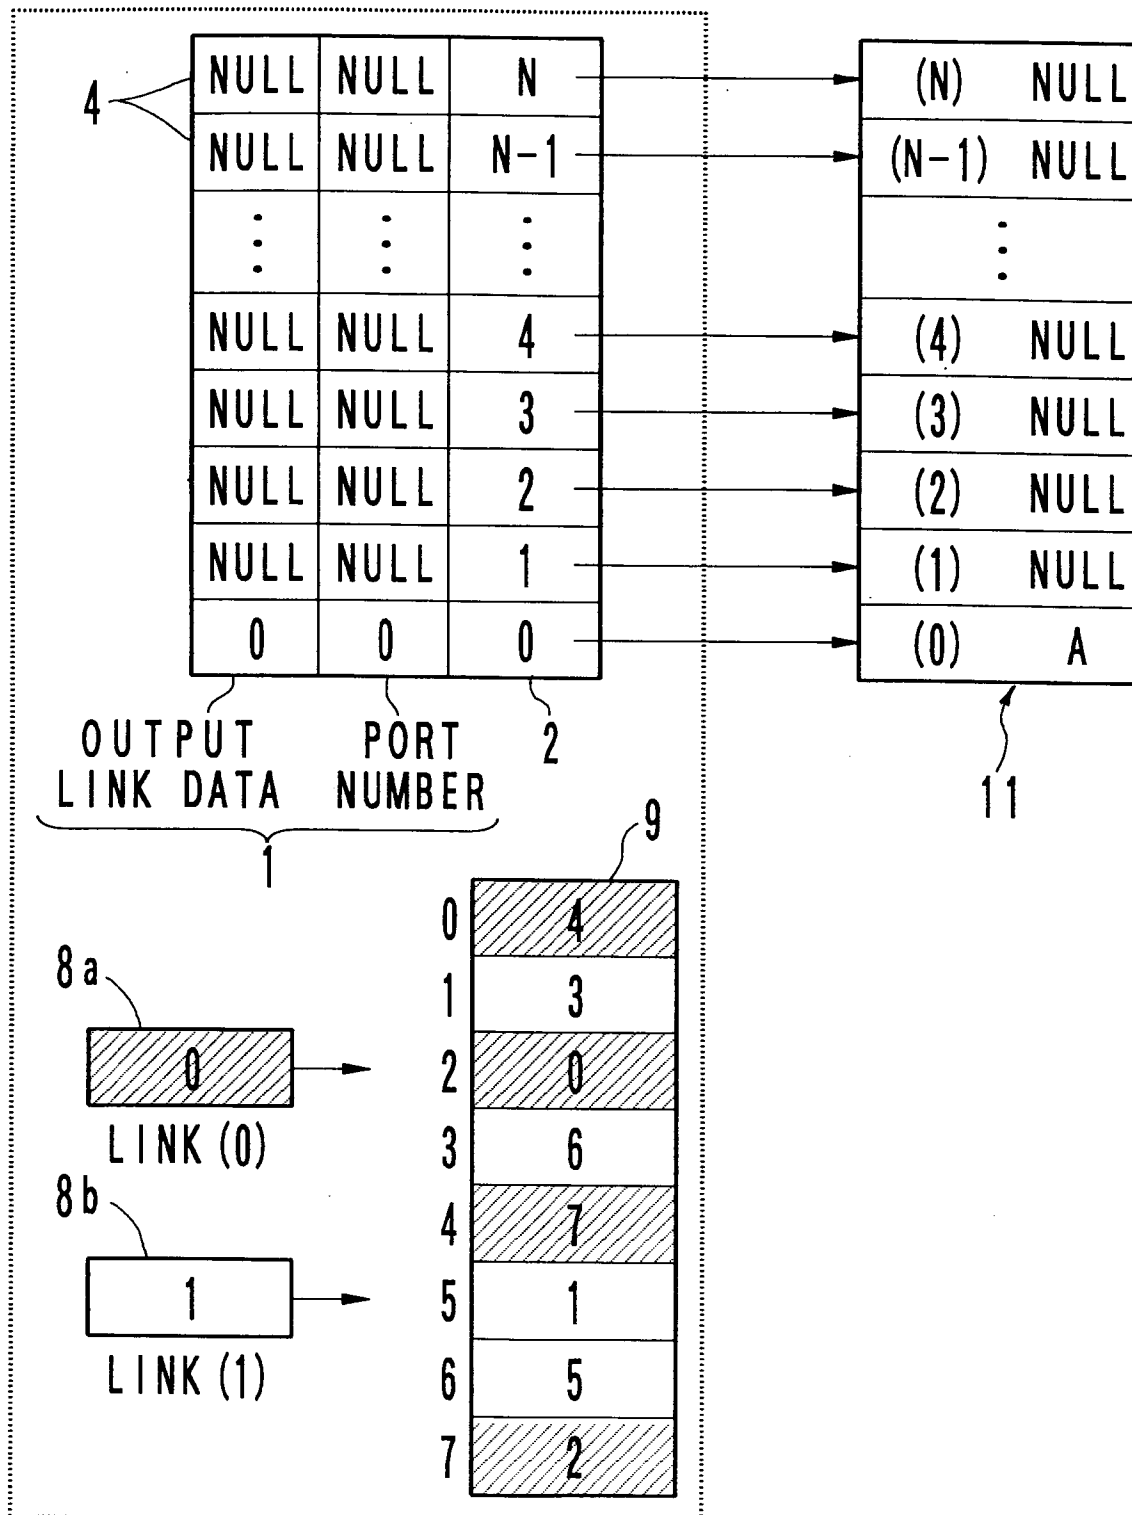 NULL NULL N (N) NULL
4
NULL NULL N-1 (N-1) NULL
⋮ ⋮ ⋮ ⋮
NULL NULL 4 (4) NULL
NULL NULL 3 (3) NULL
NULL NULL 2 (2) NULL
NULL NULL 1 (1) NULL
0 0 0 (0) A
OUTPUT PORT 2
LINK DATA NUMBER 11
1 9
0 4
8a
1 3
0 2 0
LINK (0) 3 6
8b
4 7
1 5 1
LINK (1) 6 5
7 2